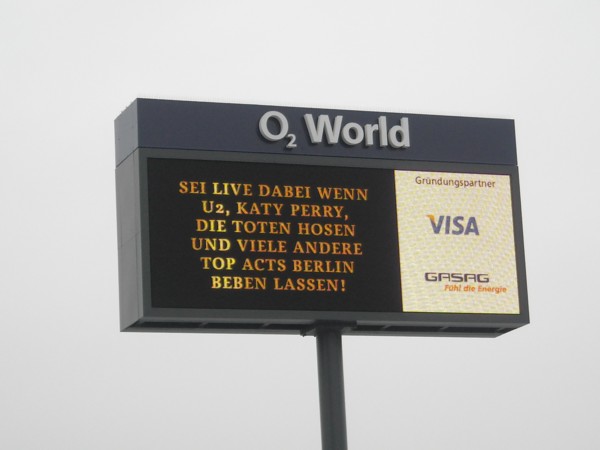 O2 World
SEI LIVE DABEI WENN
U2, KATY PERRY,
DIE TOTEN HOSEN
UND VIELE ANDERE
TOP ACTS BERLIN
BEBEN LASSEN!
Gründungspartner
VISA
GASAG
Fühl die Energie